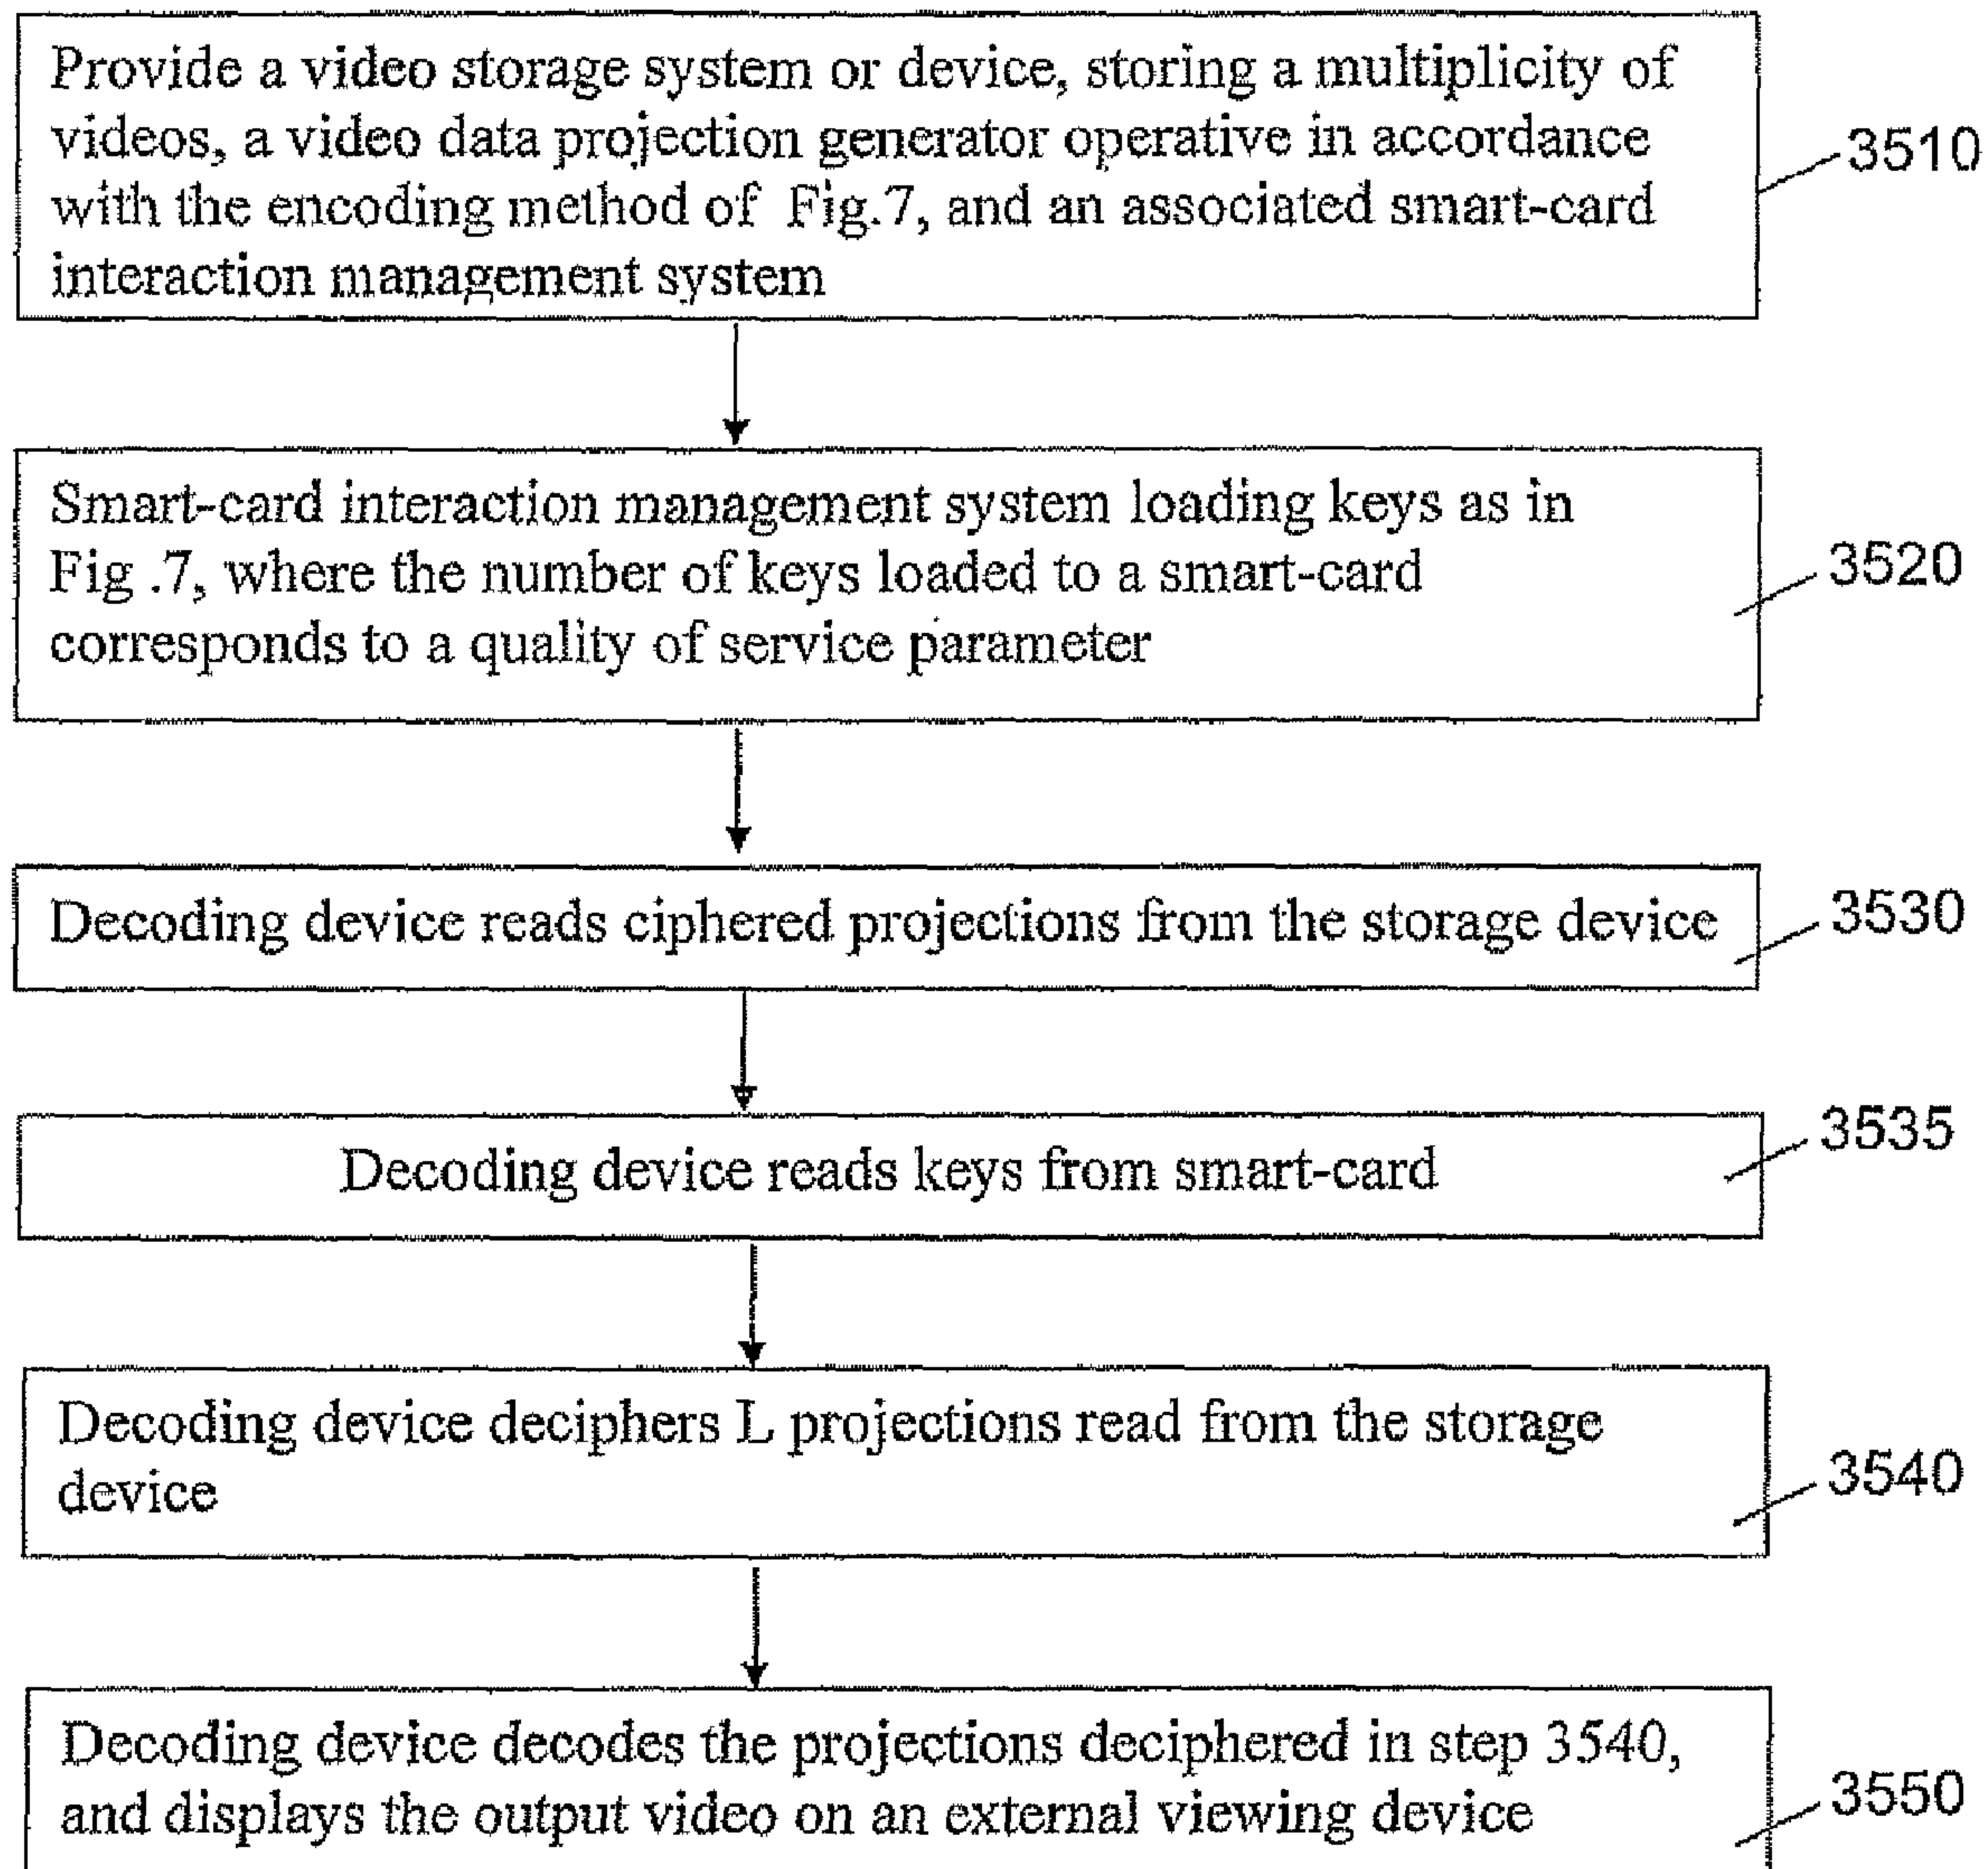 Provide a video storage system or device, storing a multiplicity of
videos, a video data projection generator operative in accordance
with the encoding method of Fig.7, and an associated smart-card
interaction management system
3510
Smart-card interaction management system loading keys as in
Fig .7, where the number of keys loaded to a smart-card
corresponds to a quality of service parameter
3520
Decoding device reads ciphered projections from the storage device
3530
Decoding device reads keys from smart-card
3535
Decoding device deciphers L projections read from the storage
device
3540
Decoding device decodes the projections deciphered in step 3540,
and displays the output video on an external viewing device
3550